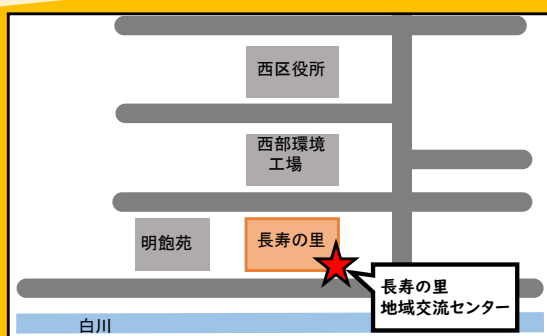 西区役所
西部環境
工場
明飽苑
長寿の里
長寿の里
地域交流センター
白川